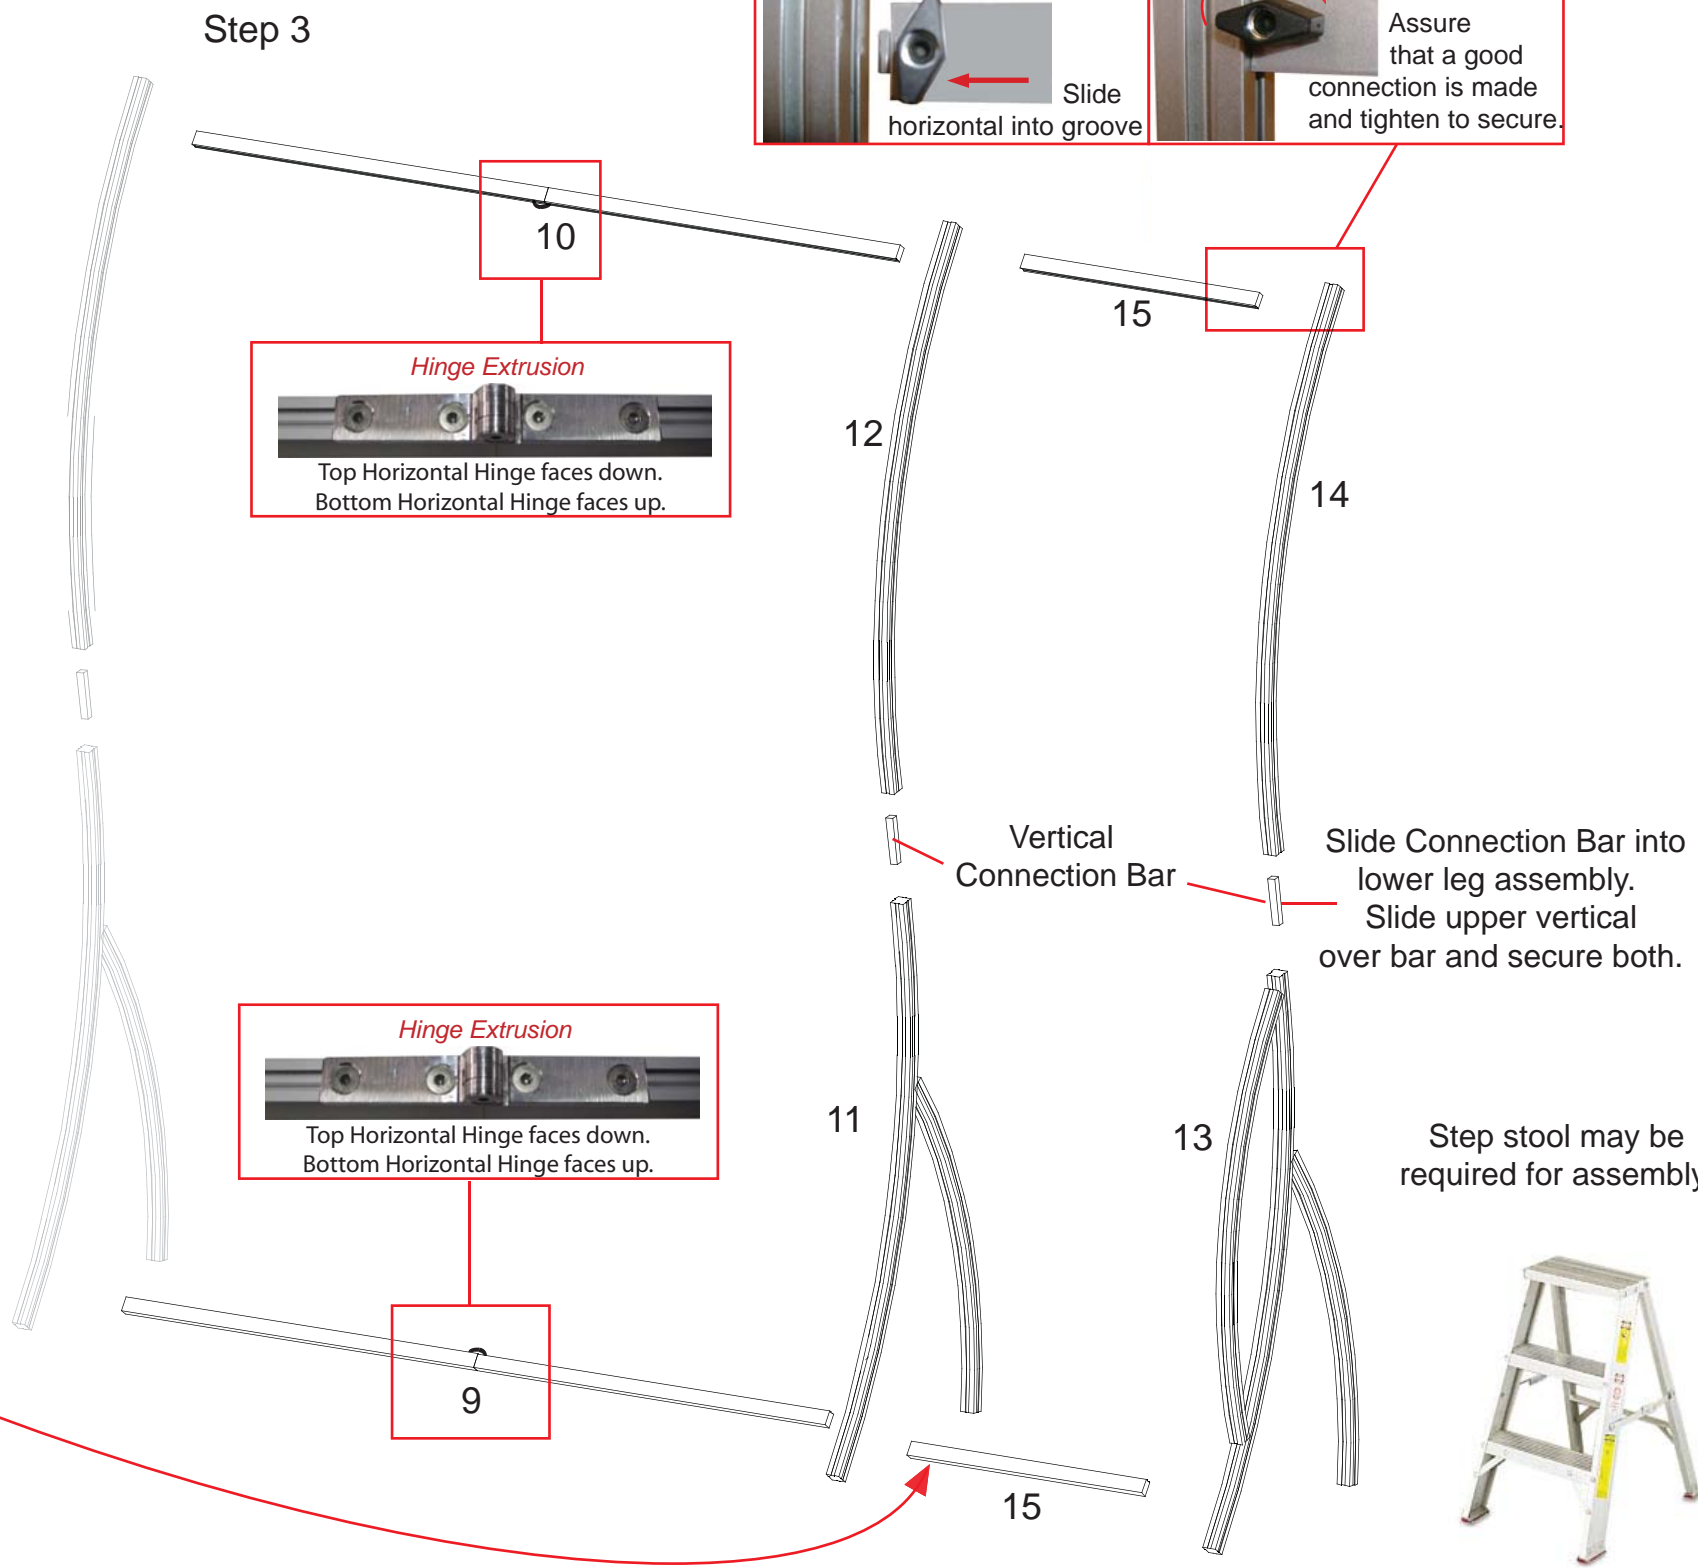 Step 3
Slide
horizontal into groove
Assure
that a good
connection is made
and tighten to secure.
10
15
Hinge Extrusion
Top Horizontal Hinge faces down.
Bottom Horizontal Hinge faces up.
12
14
Vertical
Connection Bar
Slide Connection Bar into
lower leg assembly.
Slide upper vertical
over bar and secure both.
Hinge Extrusion
Top Horizontal Hinge faces down.
Bottom Horizontal Hinge faces up.
11
13
Step stool may be
required for assembly
9
15